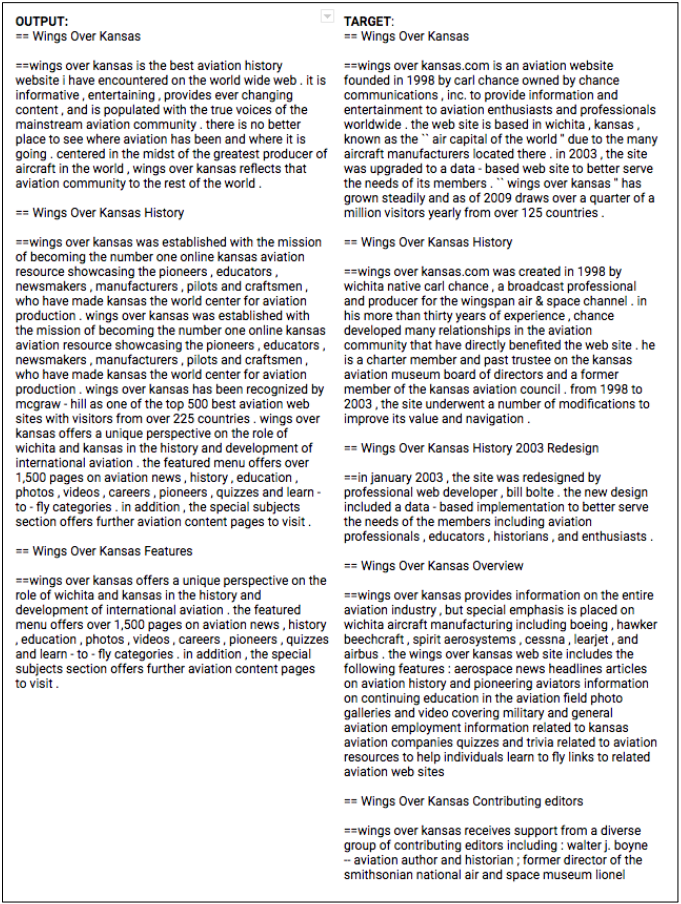 OUTPUT:
== Wings Over Kansas
==wings over kansas is the best aviation history
website i have encountered on the world wide web . it is
informative , entertaining , provides ever changing
content , and is populated with the true voices of the
mainstream aviation community . there is no better
place to see where aviation has been and where it is
going . centered in the midst of the greatest producer of
aircraft in the world , wings over kansas reflects that
aviation community to the rest of the world .
== Wings Over Kansas History
==wings over kansas was established with the mission
of becoming the number one online kansas aviation
resource showcasing the pioneers , educators ,
newsmakers , manufacturers , pilots and craftsmen ,
who have made kansas the world center for aviation
production . wings over kansas was established with
the mission of becoming the number one online kansas
aviation resource showcasing the pioneers , educators ,
newsmakers , manufacturers , pilots and craftsmen ,
who have made kansas the world center for aviation
production . wings over kansas has been recognized by
mcgraw - hill as one of the top 500 best aviation web
sites with visitors from over 225 countries . wings over
kansas offers a unique perspective on the role of
wichita and kansas in the history and development of
international aviation . the featured menu offers over
1,500 pages on aviation news , history , education ,
photos , videos , careers , pioneers , quizzes and learn -
to - fly categories . in addition , the special subjects
section offers further aviation content pages to visit .
== Wings Over Kansas Features
==wings over kansas offers a unique perspective on the
role of wichita and kansas in the history and
development of international aviation . the featured
menu offers over 1,500 pages on aviation news , history
, education , photos , videos , careers , pioneers , quizzes
and learn - to - fly categories . in addition , the special
subjects section offers further aviation content pages
to visit .
TARGET:
== Wings Over Kansas
==wings over kansas.com is an aviation website
founded in 1998 by carl chance owned by chance
communications , inc. to provide information and
entertainment to aviation enthusiasts and professionals
worldwide . the web site is based in wichita , kansas ,
known as the `` air capital of the world " due to the many
aircraft manufacturers located there . in 2003 , the site
was upgraded to a data - based web site to better serve
the needs of its members . `` wings over kansas " has
grown steadily and as of 2009 draws over a quarter of a
million visitors yearly from over 125 countries .
== Wings Over Kansas History
==wings over kansas.com was created in 1998 by
wichita native carl chance , a broadcast professional
and producer for the wingspan air & space channel . in
his more than thirty years of experience , chance
developed many relationships in the aviation
community that have directly benefited the web site . he
is a charter member and past trustee on the kansas
aviation museum board of directors and a former
member of the kansas aviation council . from 1998 to
2003 , the site underwent a number of modifications to
improve its value and navigation .
== Wings Over Kansas History 2003 Redesign
==in january 2003 , the site was redesigned by
professional web developer , bill bolte . the new design
included a data - based implementation to better serve
the needs of the members including aviation
professionals , educators , historians , and enthusiasts .
== Wings Over Kansas Overview
==wings over kansas provides information on the entire
aviation industry , but special emphasis is placed on
wichita aircraft manufacturing including boeing , hawker
beechcraft , spirit aerosystems , cessna , learjet , and
airbus . the wings over kansas web site includes the
following features : aerospace news headlines articles
on aviation history and pioneering aviators information
on continuing education in the aviation field photo
galleries and video covering military and general
aviation employment information related to kansas
aviation companies quizzes and trivia related to aviation
resources to help individuals learn to fly links to related
aviation web sites
== Wings Over Kansas Contributing editors
==wings over kansas receives support from a diverse
group of contributing editors including : walter j. boyne
-- aviation author and historian ; former director of the
smithsonian national air and space museum lionel